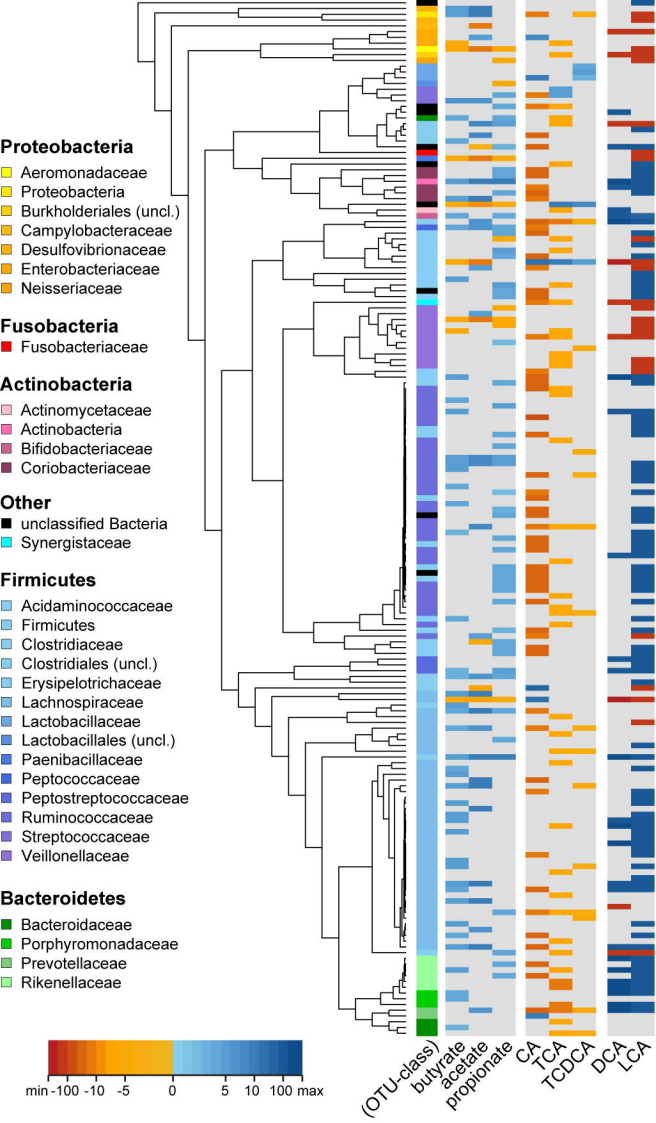 Proteobacteria
Aeromonadaceae
Proteobacteria
Burkholderiales (uncl.)
Campylobacteraceae
Desulfovibrionaceae
Enterobacteriaceae
Neisseriaceae
Fusobacteria
Fusobacteriaceae
Actinobacteria
Actinomycetaceae
Actinobacteria
Bifidobacteriaceae
Coriobacteriaceae
Other
unclassified Bacteria
Synergistaceae
Firmicutes
Acidaminococcaceae
Firmicutes
Clostridiaceae
Clostridiales (uncl.)
Erysipelotrichaceae
Lachnospiraceae
Lactobacillaceae
Lactobacillales (uncl.)
Paenibacillaceae
Peptococcaceae
Peptostreptococcaceae
Ruminococcaceae
Streptococcaceae
Veillonellaceae
Bacteroidetes
Bacteroidaceae
Porphyromonadaceae
Prevotellaceae
Rikenellaceae
min -100 -10 -5 0 5 10 100 max
(OTU-class)
butyrate
acetate
propionate
CA
TCA
TCDCA
DCA
LCA